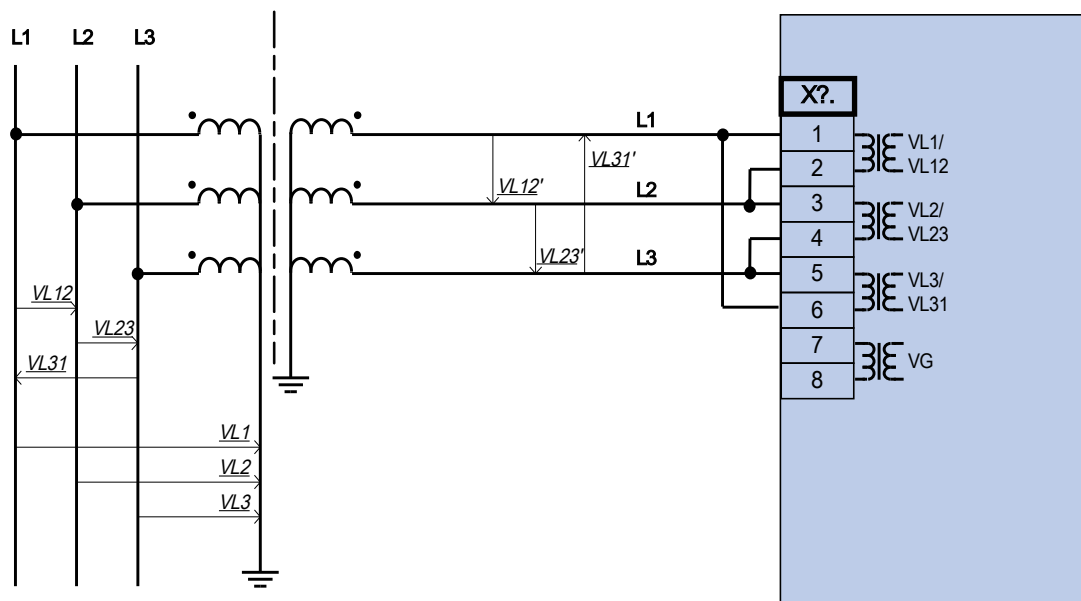 L1 L2 L3
X?.
L1
1
VL1/
VL12
VL31'
2
VL12'
L2
3
VL2/
VL23
4
VL23'
L3
5
VL3/
VL31
6
VL12
VL23
VL31
7
VG
8
VL1
VL2
VL3